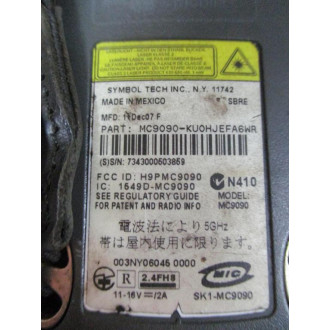 SYMBOL TECH INC., N.Y. 11742
MADE IN MEXICO SBRE
MFD: 11Dec07 F
PART: MC9090-KU0HJEFA6WR
(S)S/N: 7343000503869
FCC ID: H9PMC9090
IC: 1649D-MC9090
SEE REGULATORY GUIDE
FOR PATENT AND RADIO INFO
N410
MODEL:
MC9090
電波法により5GHz
帯は屋内使用に限ります
003NY06046 0000
R 2.4FH8
11-16V ⎓/2A
MIC
SK1-MC9090